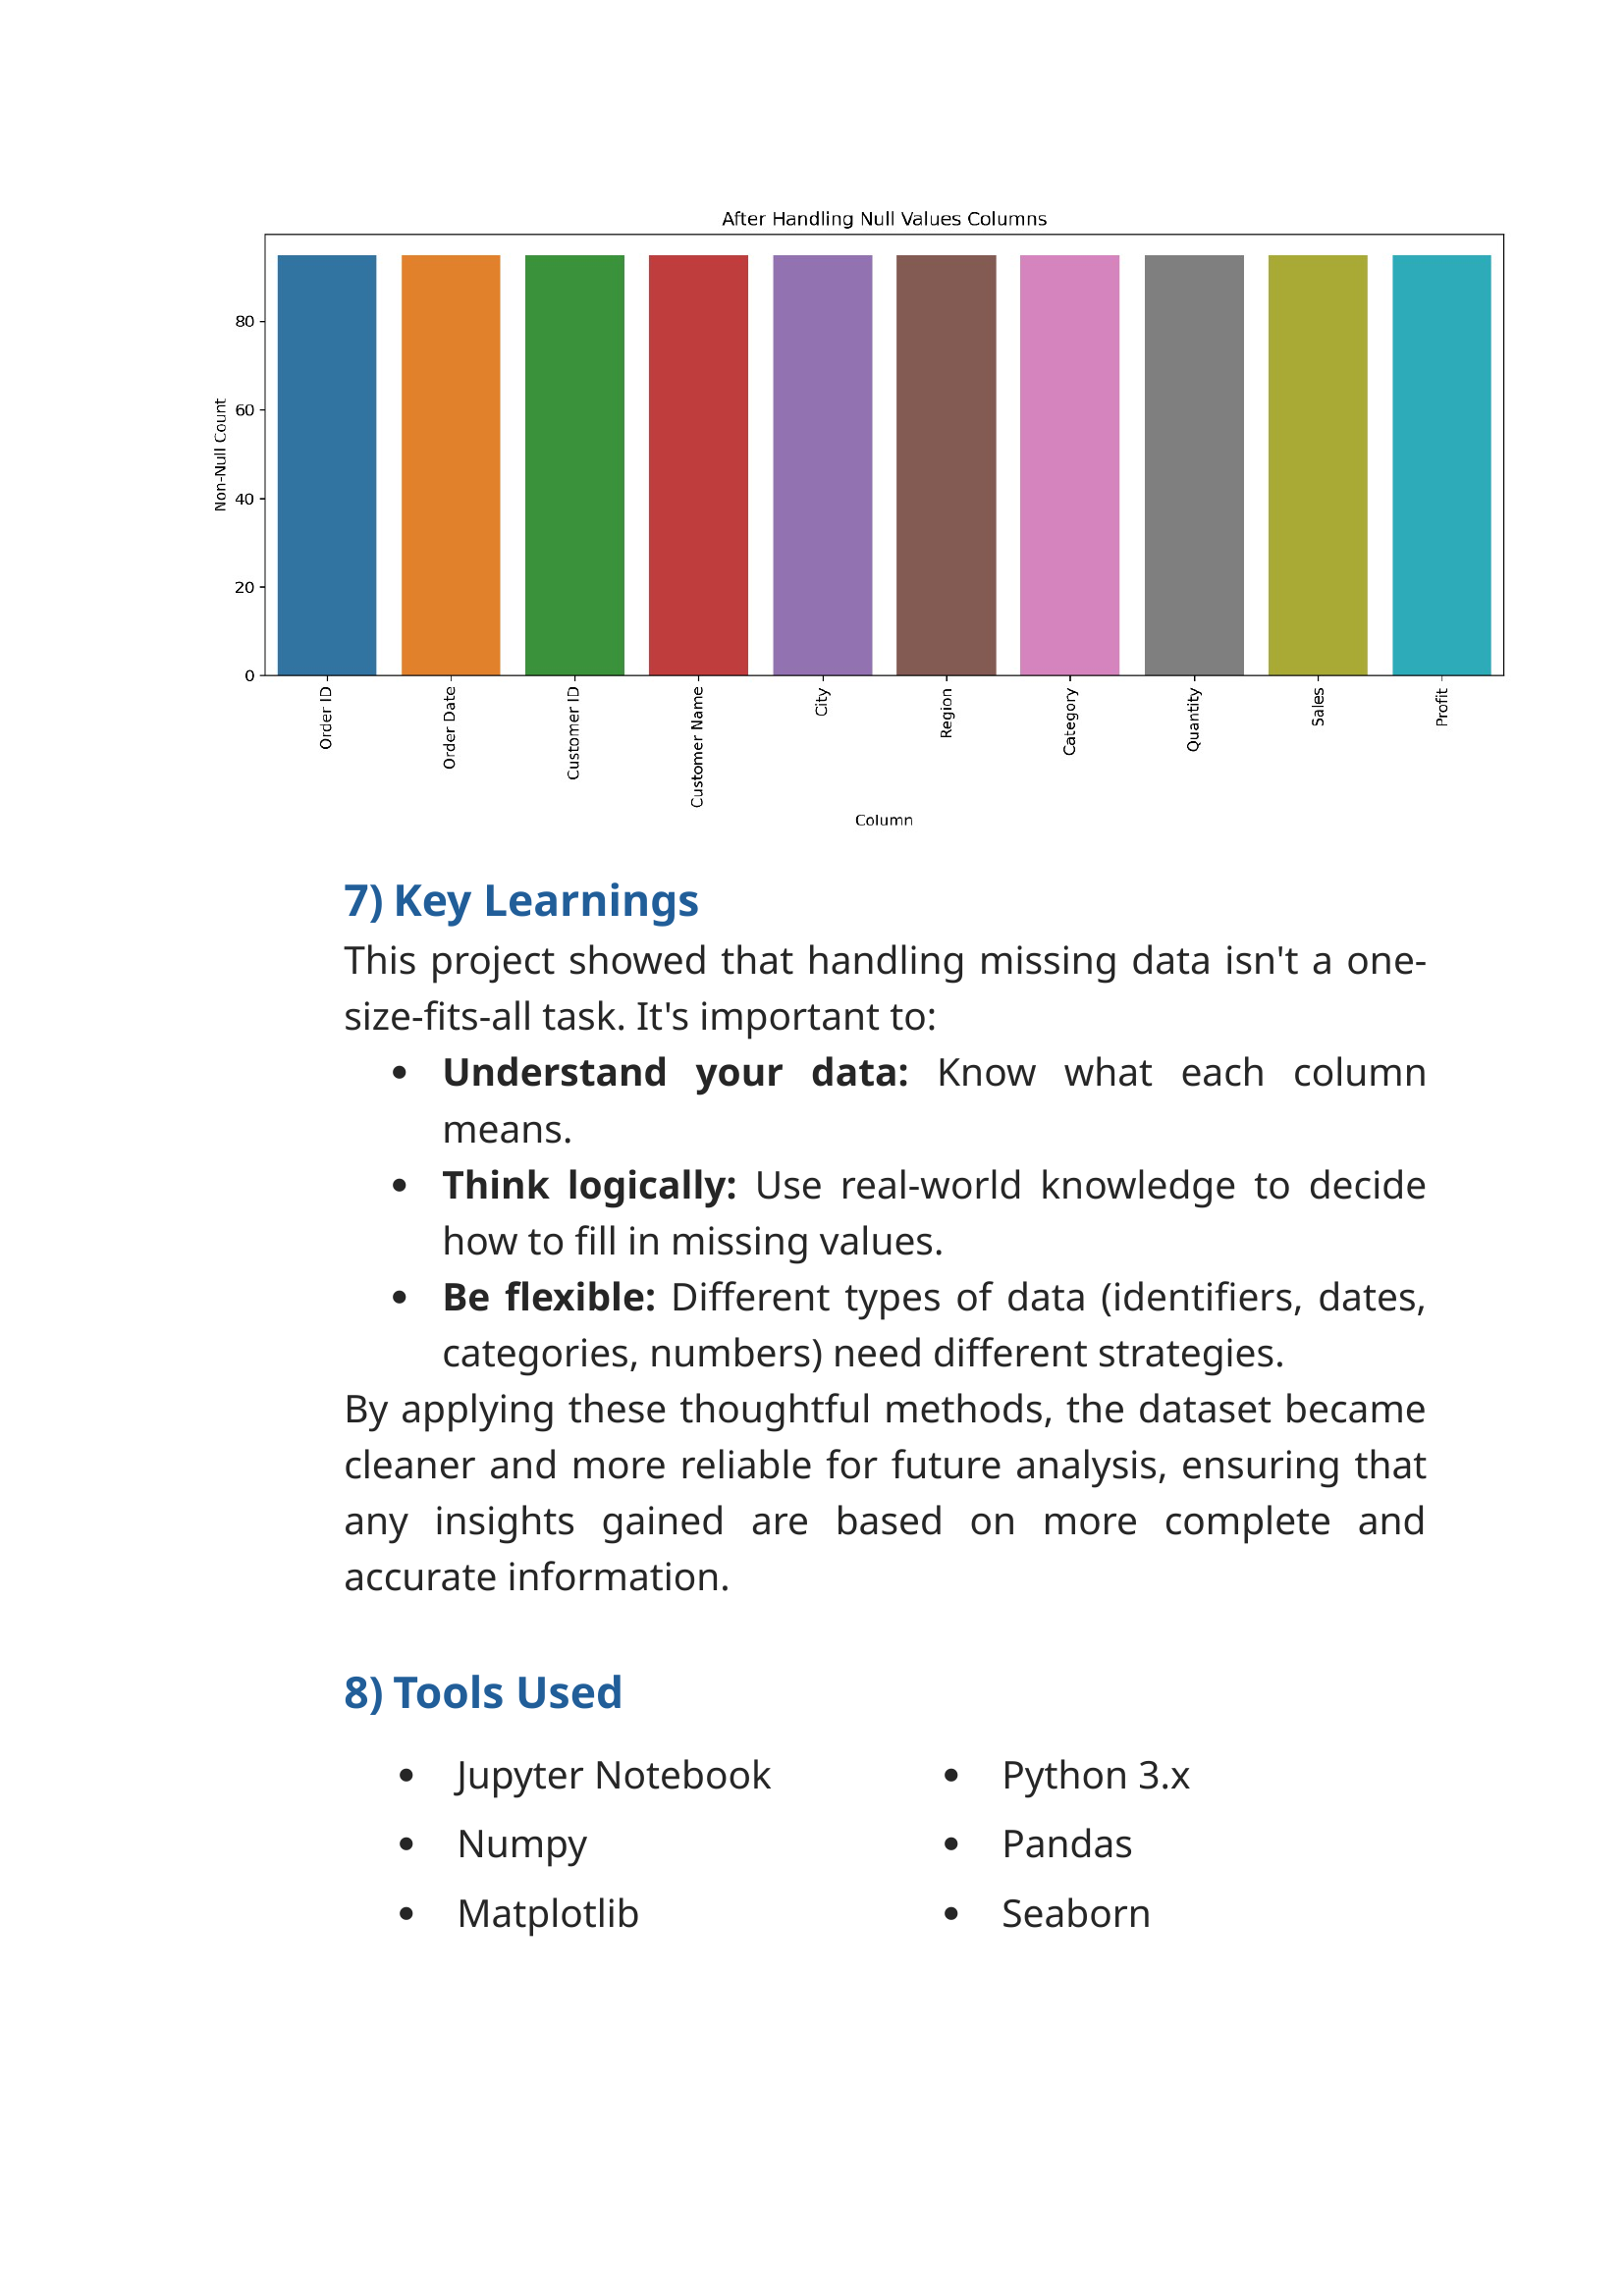 After Handling Null Values Columns
80
60
40
20
0
Non-Null Count
Order ID
Order Date
Customer ID
Customer Name
City
Region
Category
Quantity
Sales
Profit
Column
7) Key Learnings
This project showed that handling missing data isn't a one-
size-fits-all task. It's important to:
• Understand your data: Know what each column
means.
• Think logically: Use real-world knowledge to decide
how to fill in missing values.
• Be flexible: Different types of data (identifiers, dates,
categories, numbers) need different strategies.
By applying these thoughtful methods, the dataset became
cleaner and more reliable for future analysis, ensuring that
any insights gained are based on more complete and
accurate information.
8) Tools Used
• Jupyter Notebook
• Python 3.x
• Numpy
• Pandas
• Matplotlib
• Seaborn